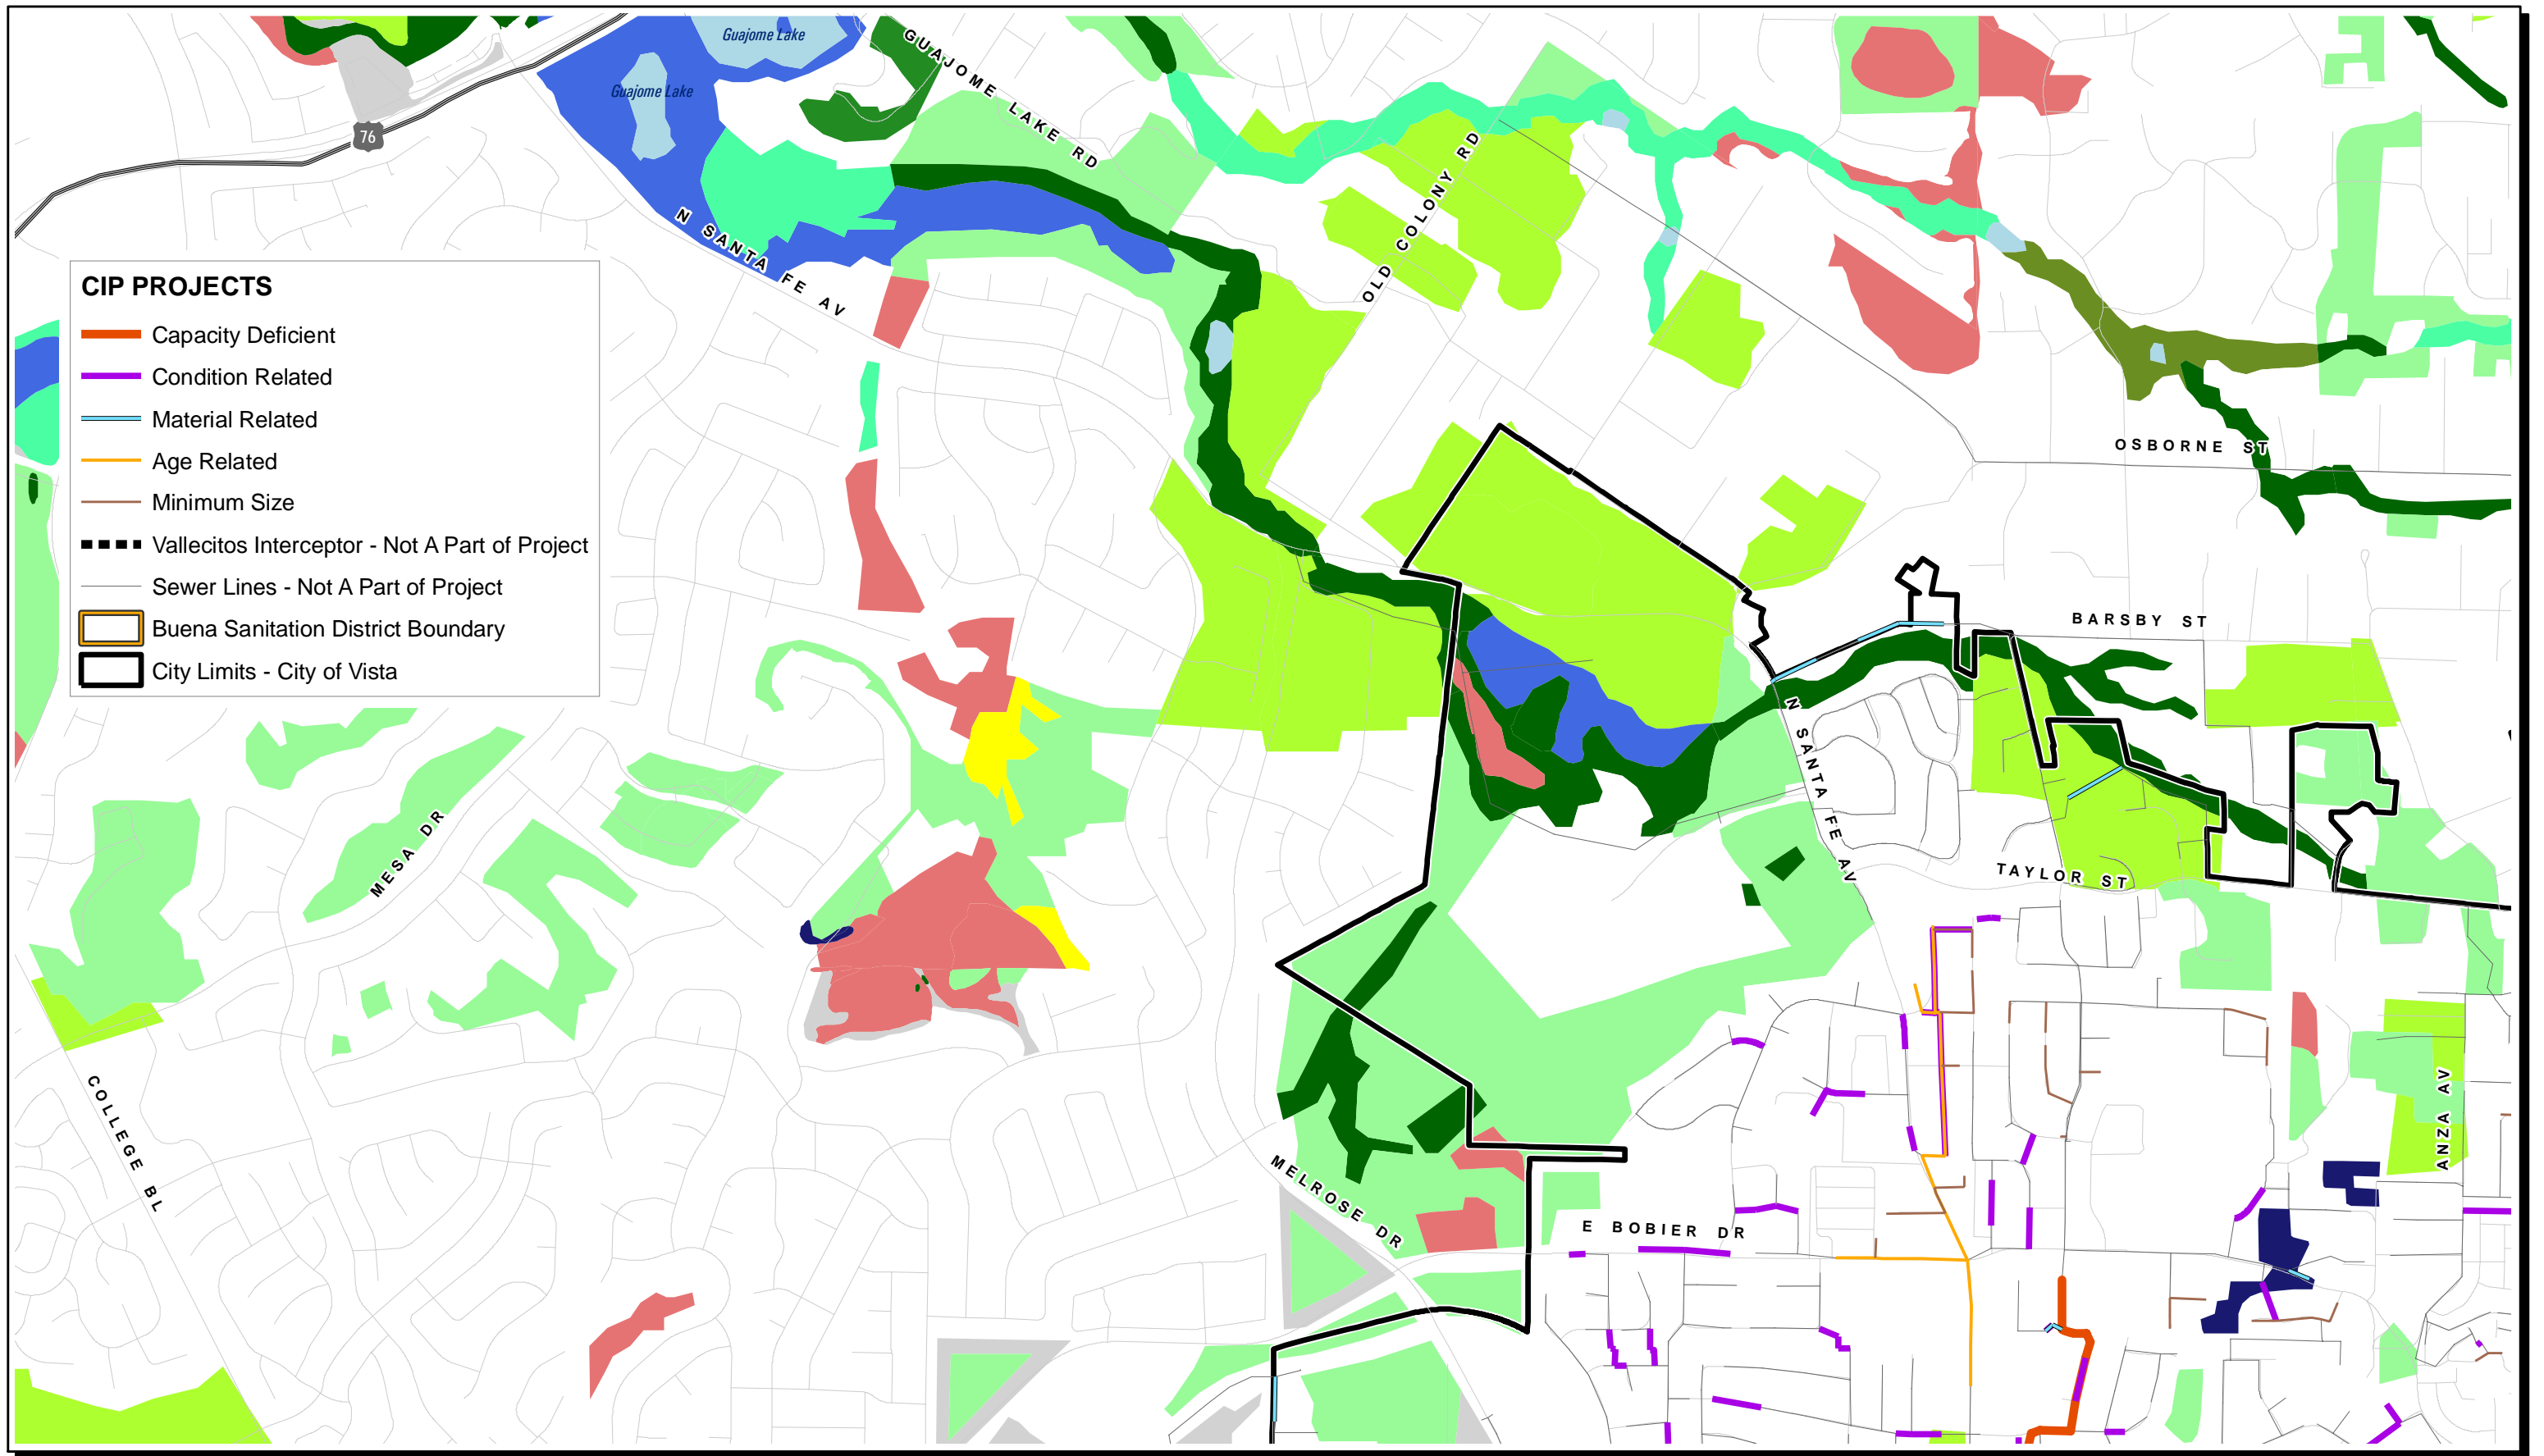 Guajome Lake
GUAJOME LAKE RD
Guajome Lake
76
OLD COLONY RD
N SANTA FE AV
CIP PROJECTS
Capacity Deficient
Condition Related
Material Related
Age Related
Minimum Size
Vallecitos Interceptor - Not A Part of Project
Sewer Lines - Not A Part of Project
Buena Sanitation District Boundary
City Limits - City of Vista
OSBORNE ST
BARSBY ST
N SANTA FE AV
MESA DR
TAYLOR ST
COLLEGE BL
ANZA AV
MELROSE DR
E BOBIER DR